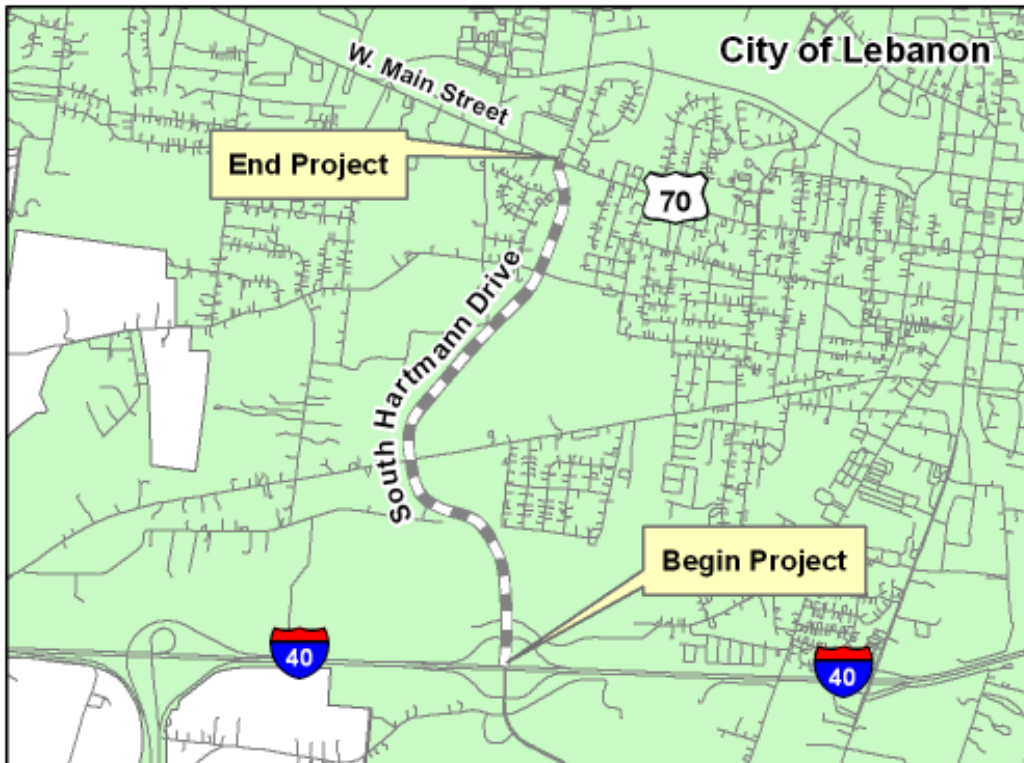 City of Lebanon
W. Main Street
End Project
70
South Hartmann Drive
Begin Project
40
40